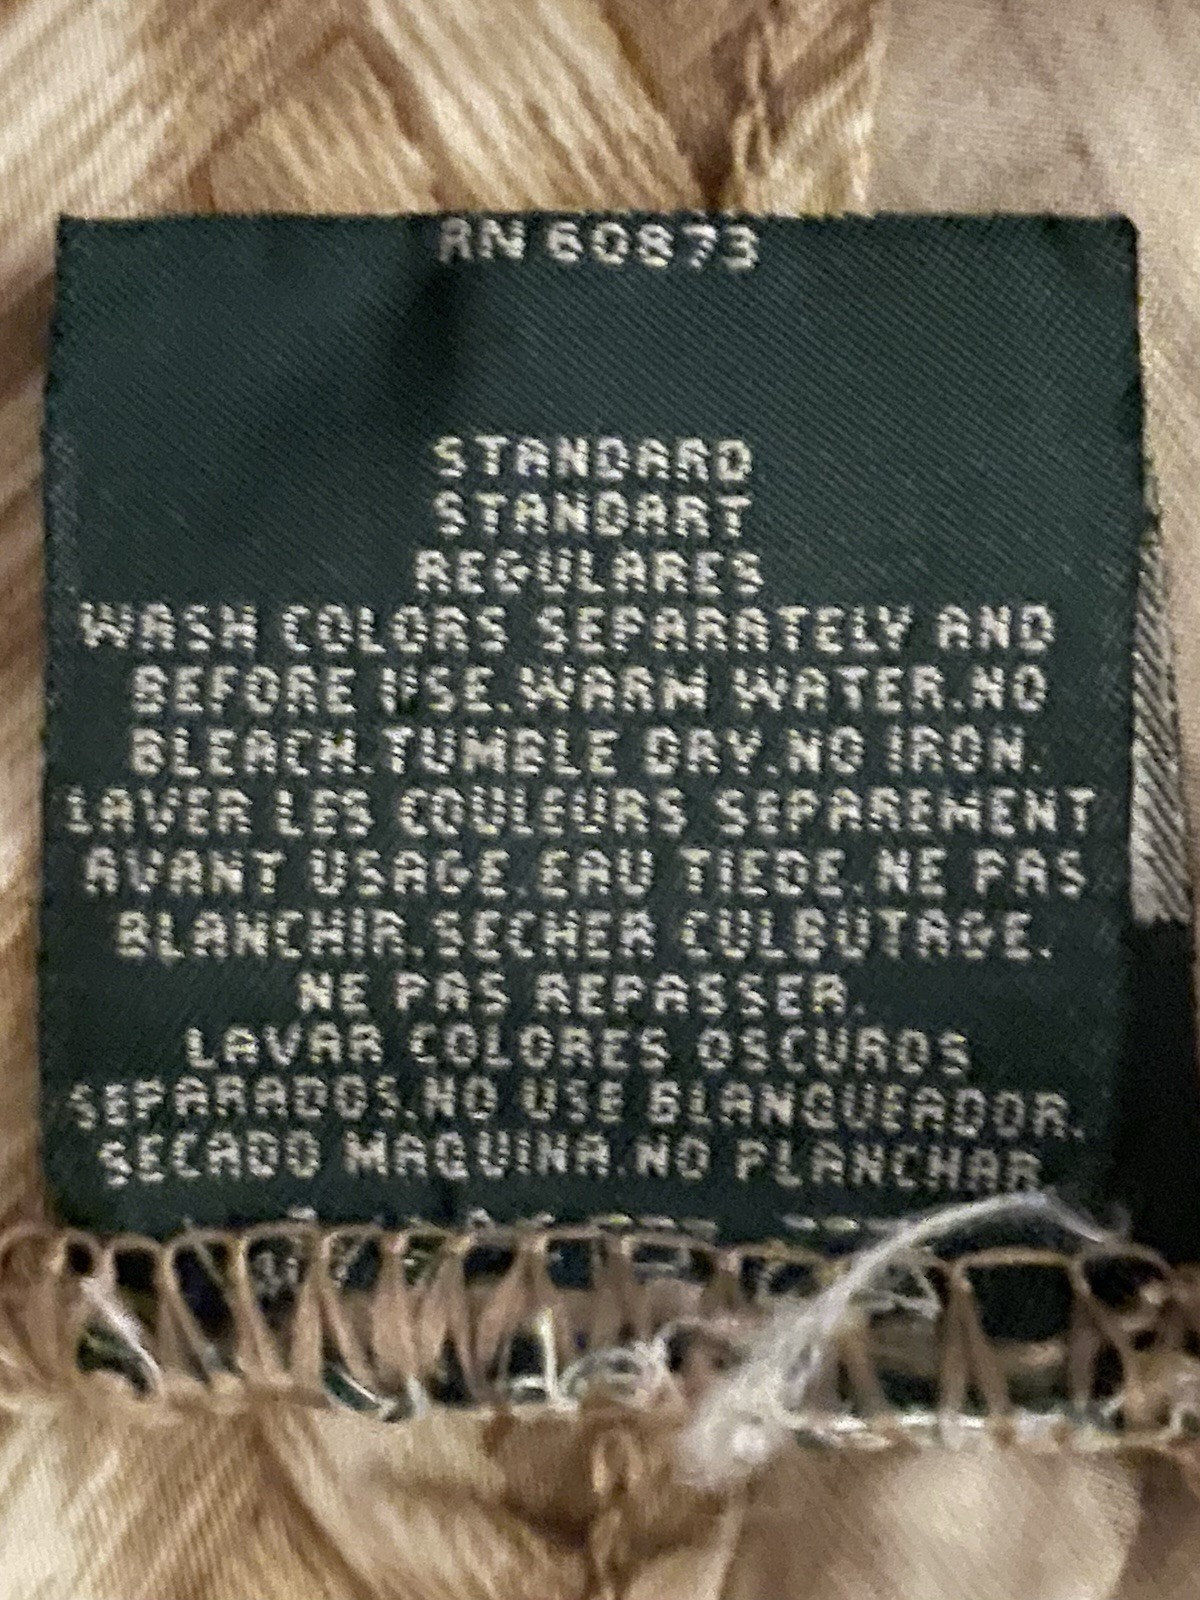 RN 60873
STANDARD
STANDART
REGULARES
WASH COLORS SEPARATELY AND
BEFORE USE.WARM WATER.NO
BLEACH.TUMBLE DRY.NO IRON.
LAVER LES COULEURS SEPAREMENT
AVANT USAGE.EAU TIEDE.NE PAS
BLANCHIR.SECHER CULBUTAGE.
NE PAS REPASSER.
LAVAR COLORES OSCUROS
SEPARADOS.NO USE BLANQUEADOR.
SECADO MAQUINA.NO PLANCHAR